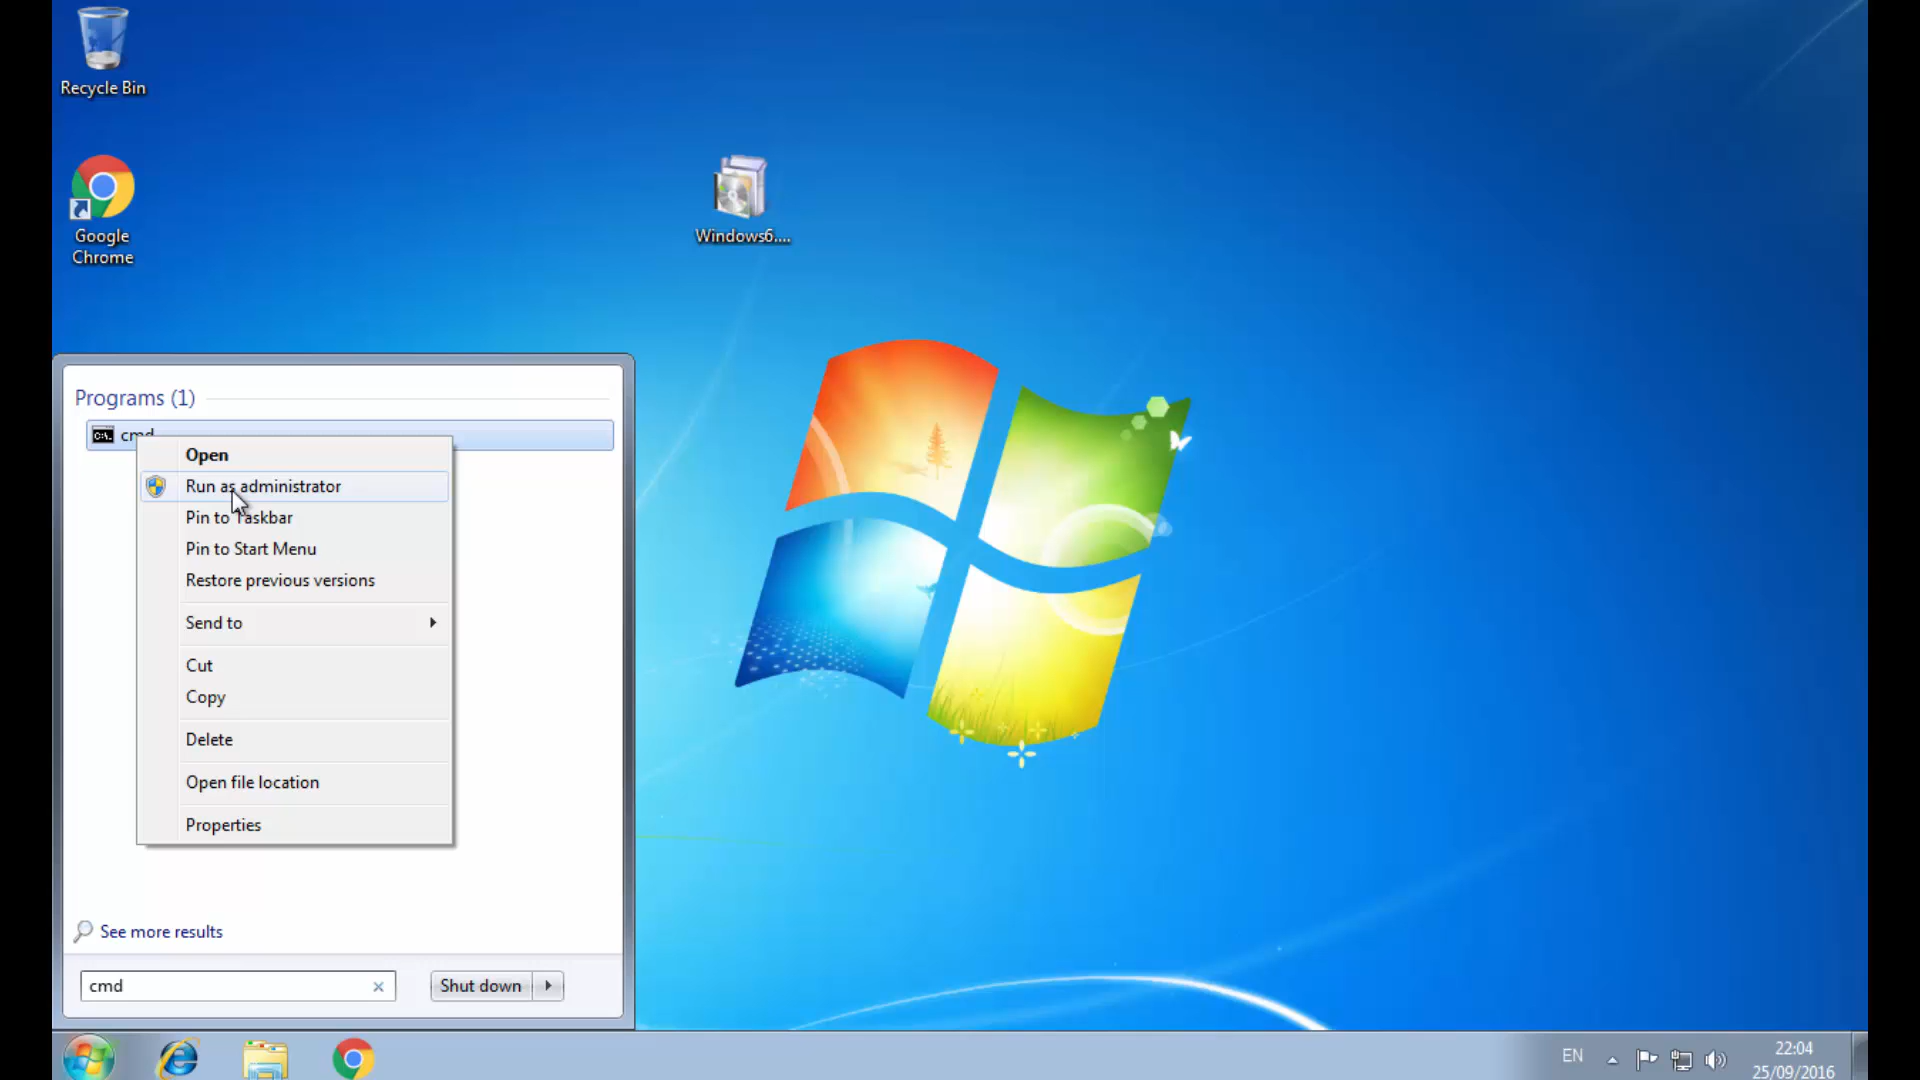 Recycle Bin
Google
Chrome
Windows6....
Programs (1)
cmd
Open
Run as administrator
Pin to Taskbar
Pin to Start Menu
Restore previous versions
Send to
Cut
Copy
Delete
Open file location
Properties
See more results
cmd
Shut down
EN
22:04
25/09/2016